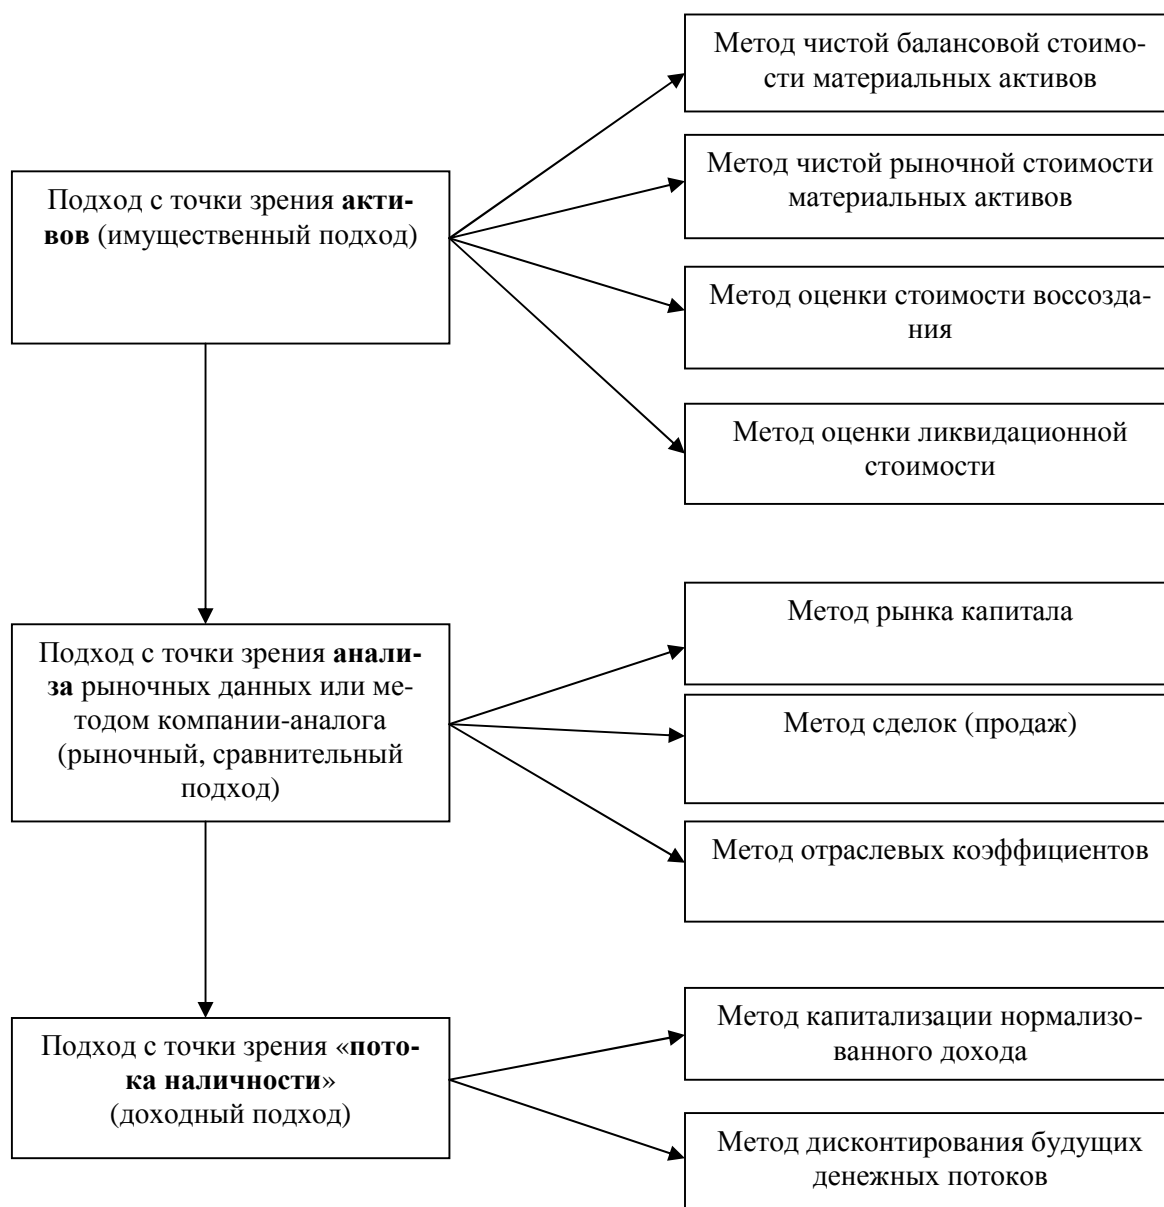 Метод чистой балансовой стоимо-
сти материальных активов
Метод чистой рыночной стоимости
материальных активов
Подход с точки зрения акти-
вов (имущественный подход)
Метод оценки стоимости воссозда-
ния
Метод оценки ликвидационной
стоимости
Метод рынка капитала
Подход с точки зрения анали-
за рыночных данных или ме-
тодом компании-аналога
(рыночный, сравнительный
подход)
Метод сделок (продаж)
Метод отраслевых коэффициентов
Метод капитализации нормализо-
ванного дохода
Подход с точки зрения «пото-
ка наличности»
(доходный подход)
Метод дисконтирования будущих
денежных потоков